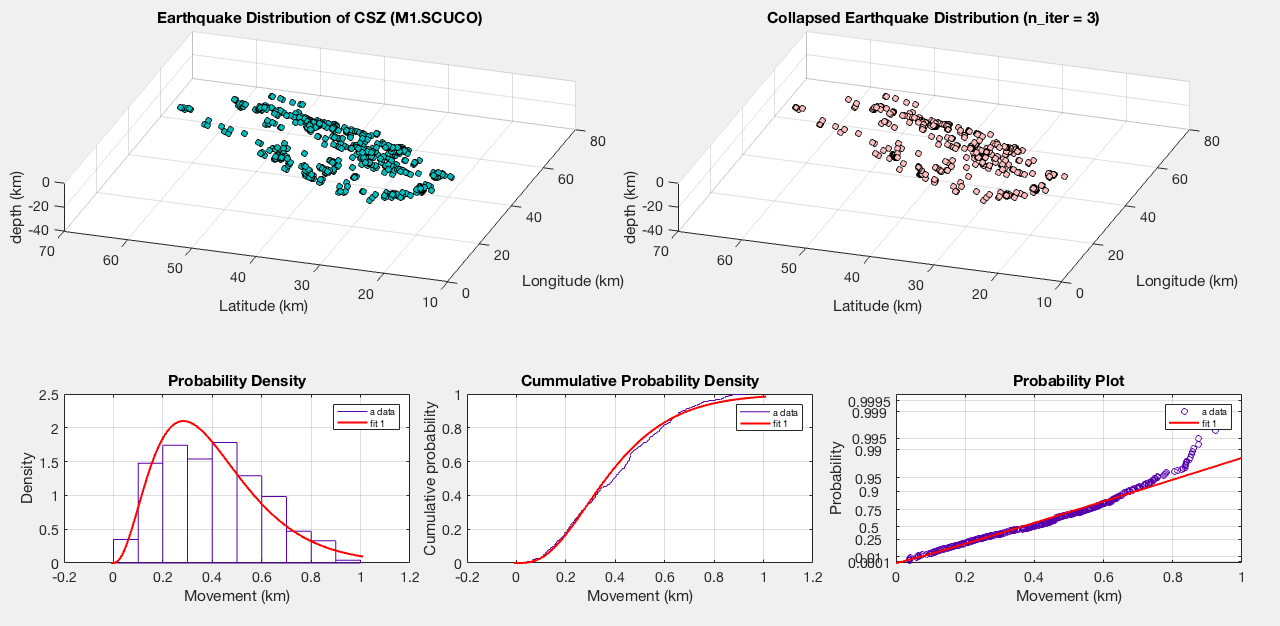 Earthquake Distribution of CSZ (M1.SCUCO)
0
-20
-40
depth (km)
70
60
50
40
30
20
10
Latitude (km)
0
20
40
60
80
Longitude (km)
Collapsed Earthquake Distribution (n_iter = 3)
0
-20
-40
depth (km)
70
60
50
40
30
20
10
Latitude (km)
0
20
40
60
80
Longitude (km)
Probability Density
2.5
2
1.5
1
0.5
0
Density
a data
fit 1
-0.2 0 0.2 0.4 0.6 0.8 1 1.2
Movement (km)
Cummulative Probability Density
1
0.8
0.6
0.4
0.2
0
Cumulative probability
a data
fit 1
-0.2 0 0.2 0.4 0.6 0.8 1 1.2
Movement (km)
Probability Plot
0.9995
0.999
0.995
0.99
0.95
0.9
0.75
0.5
0.25
0.01
0.0001
Probability
a data
fit 1
0 0.2 0.4 0.6 0.8 1
Movement (km)